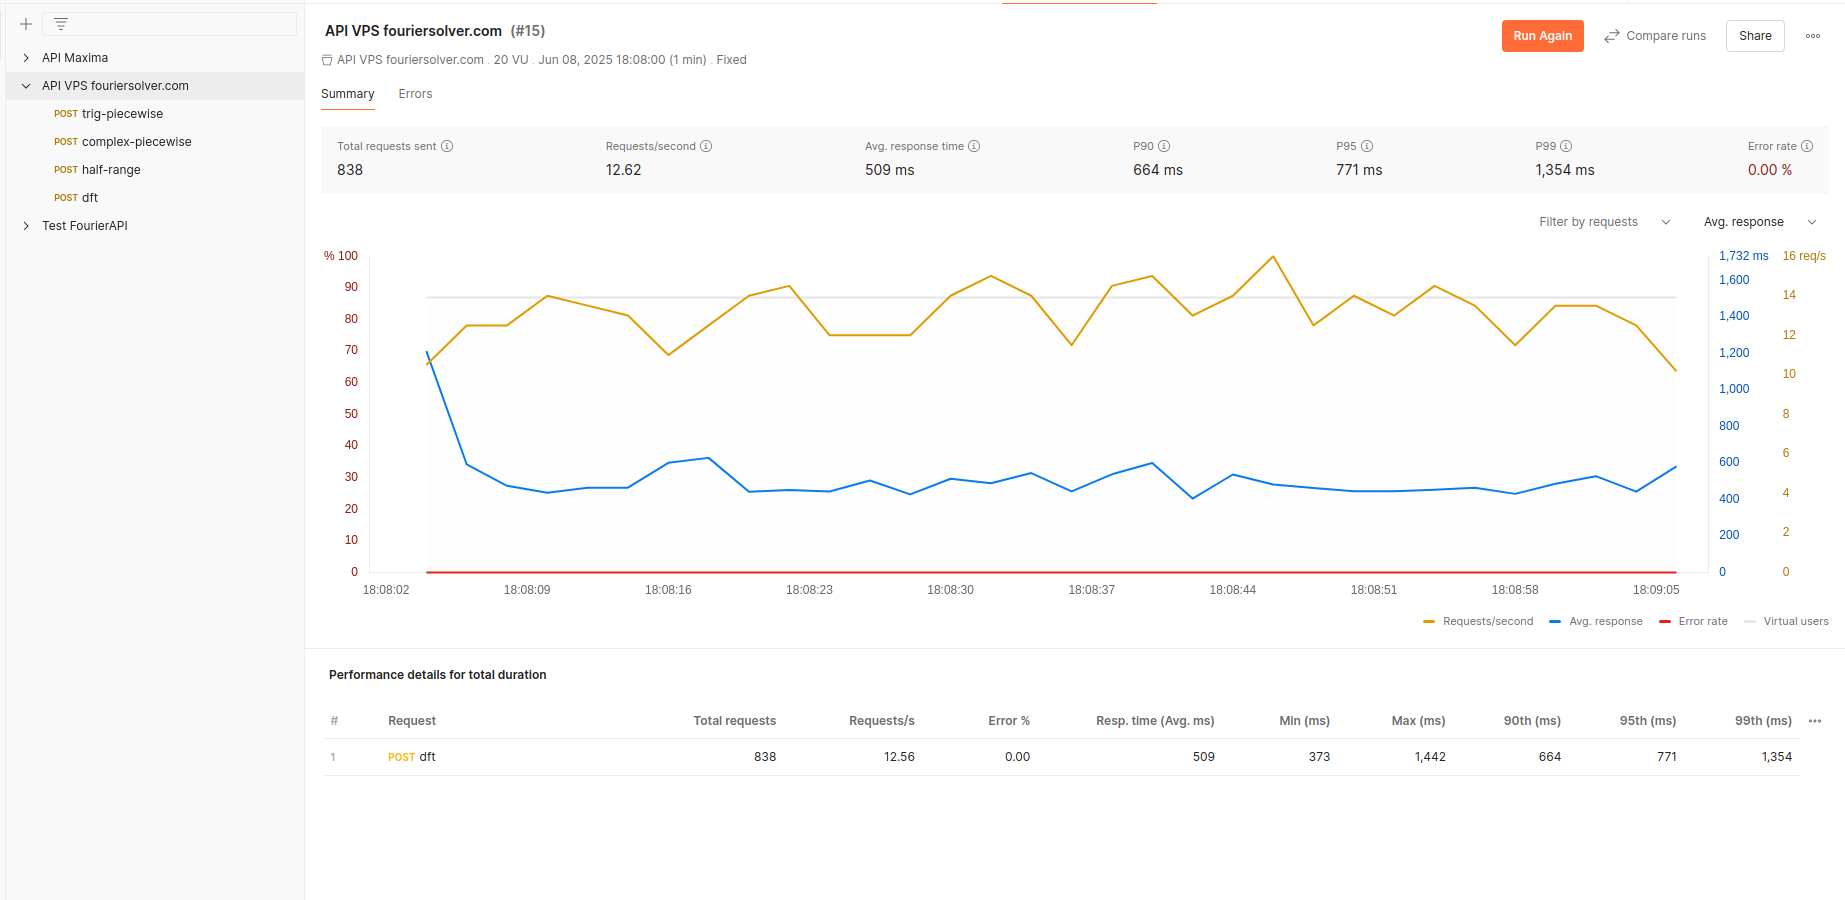 API Maxima
API VPS fouriersolver.com
POST trig-piecewise
POST complex-piecewise
POST half-range
POST dft
Test FourierAPI
API VPS fouriersolver.com (#15)
Run Again
Compare runs
Share
API VPS fouriersolver.com . 20 VU . Jun 08, 2025 18:08:00 (1 min) . Fixed
Summary Errors
Total requests sent Requests/second Avg. response time P90 P95 P99 Error rate
838 12.62 509 ms 664 ms 771 ms 1,354 ms 0.00 %
Filter by requests Avg. response
% 100
90
80
70
60
50
40
30
20
10
0
1,732 ms
1,600
1,400
1,200
1,000
800
600
400
200
0
16 req/s
14
12
10
8
6
4
2
0
18:08:02 18:08:09 18:08:16 18:08:23 18:08:30 18:08:37 18:08:44 18:08:51 18:08:58 18:09:05
Requests/second Avg. response Error rate Virtual users
Performance details for total duration
# Request Total requests Requests/s Error % Resp. time (Avg. ms) Min (ms) Max (ms) 90th (ms) 95th (ms) 99th (ms)
1 POST dft 838 12.56 0.00 509 373 1,442 664 771 1,354